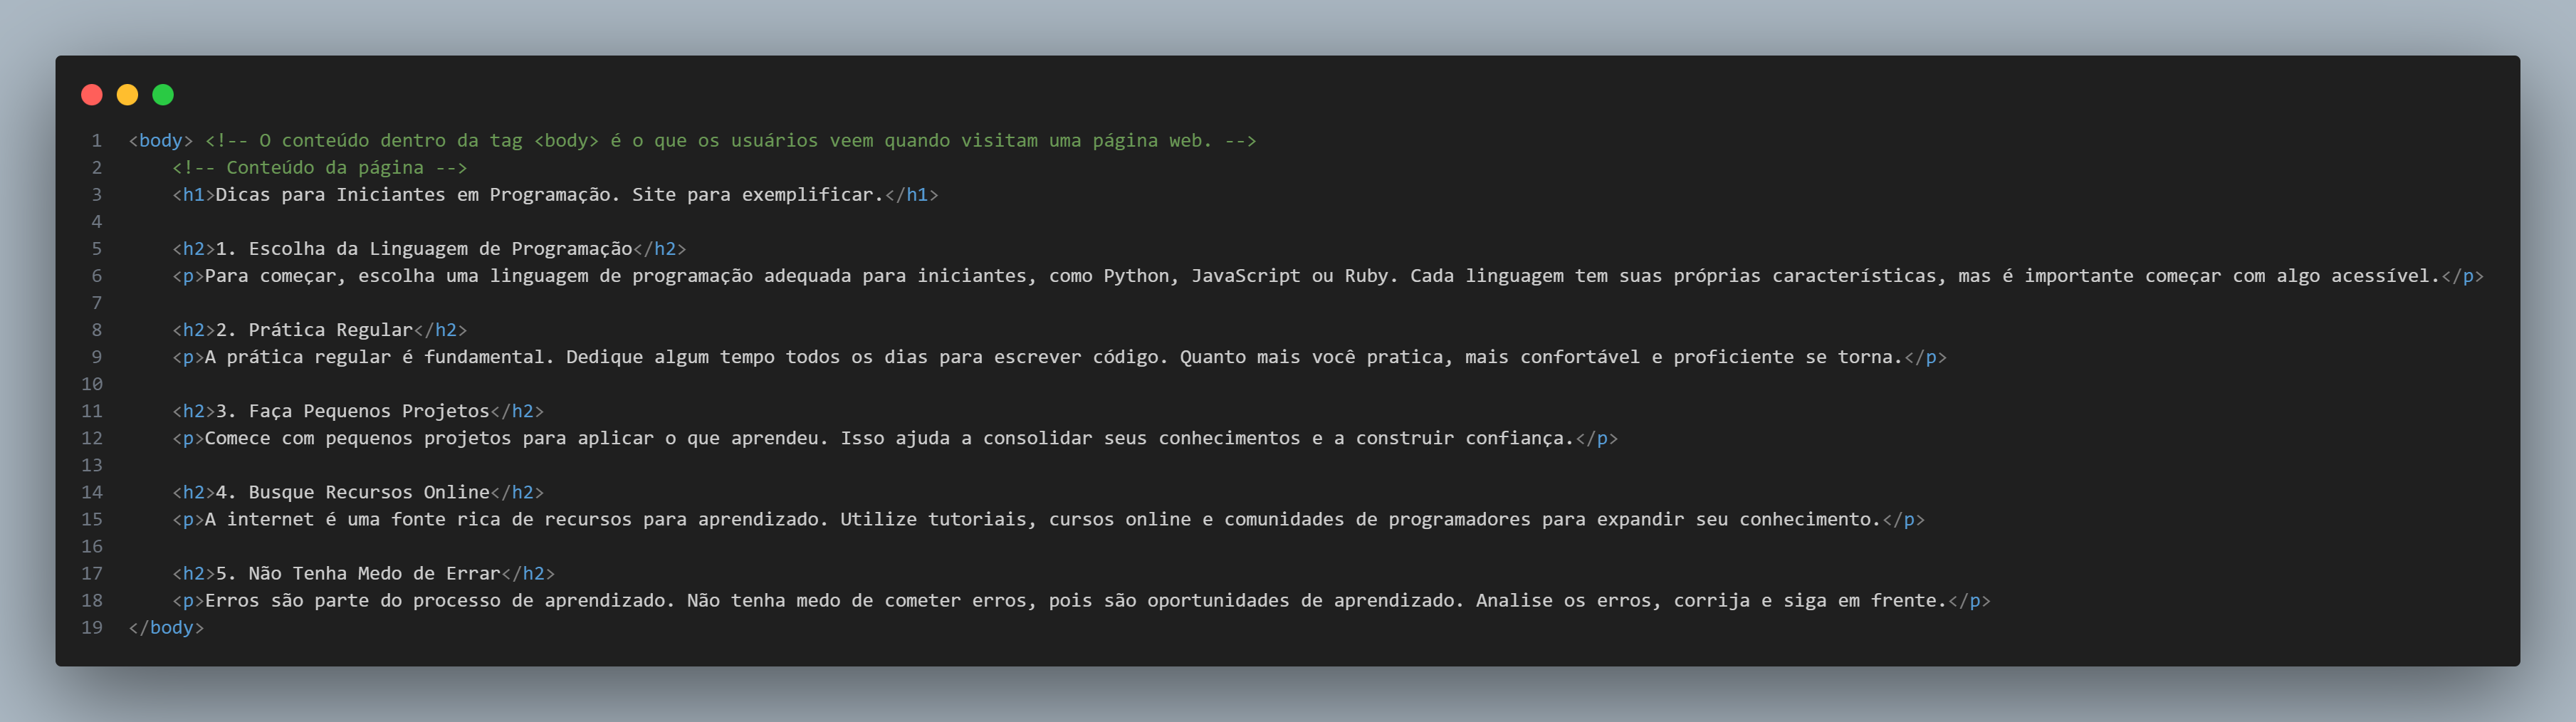 1 <body> <!-- O conteúdo dentro da tag <body> é o que os usuários veem quando visitam uma página web. -->
2 <!-- Conteúdo da página -->
3 <h1>Dicas para Iniciantes em Programação. Site para exemplificar.</h1>
4
5 <h2>1. Escolha da Linguagem de Programação</h2>
6 <p>Para começar, escolha uma linguagem de programação adequada para iniciantes, como Python, JavaScript ou Ruby. Cada linguagem tem suas próprias características, mas é importante começar com algo acessível.</p>
7
8 <h2>2. Prática Regular</h2>
9 <p>A prática regular é fundamental. Dedique algum tempo todos os dias para escrever código. Quanto mais você pratica, mais confortável e proficiente se torna.</p>
10
11 <h2>3. Faça Pequenos Projetos</h2>
12 <p>Comece com pequenos projetos para aplicar o que aprendeu. Isso ajuda a consolidar seus conhecimentos e a construir confiança.</p>
13
14 <h2>4. Busque Recursos Online</h2>
15 <p>A internet é uma fonte rica de recursos para aprendizado. Utilize tutoriais, cursos online e comunidades de programadores para expandir seu conhecimento.</p>
16
17 <h2>5. Não Tenha Medo de Errar</h2>
18 <p>Erros são parte do processo de aprendizado. Não tenha medo de cometer erros, pois são oportunidades de aprendizado. Analise os erros, corrija e siga em frente.</p>
19 </body>